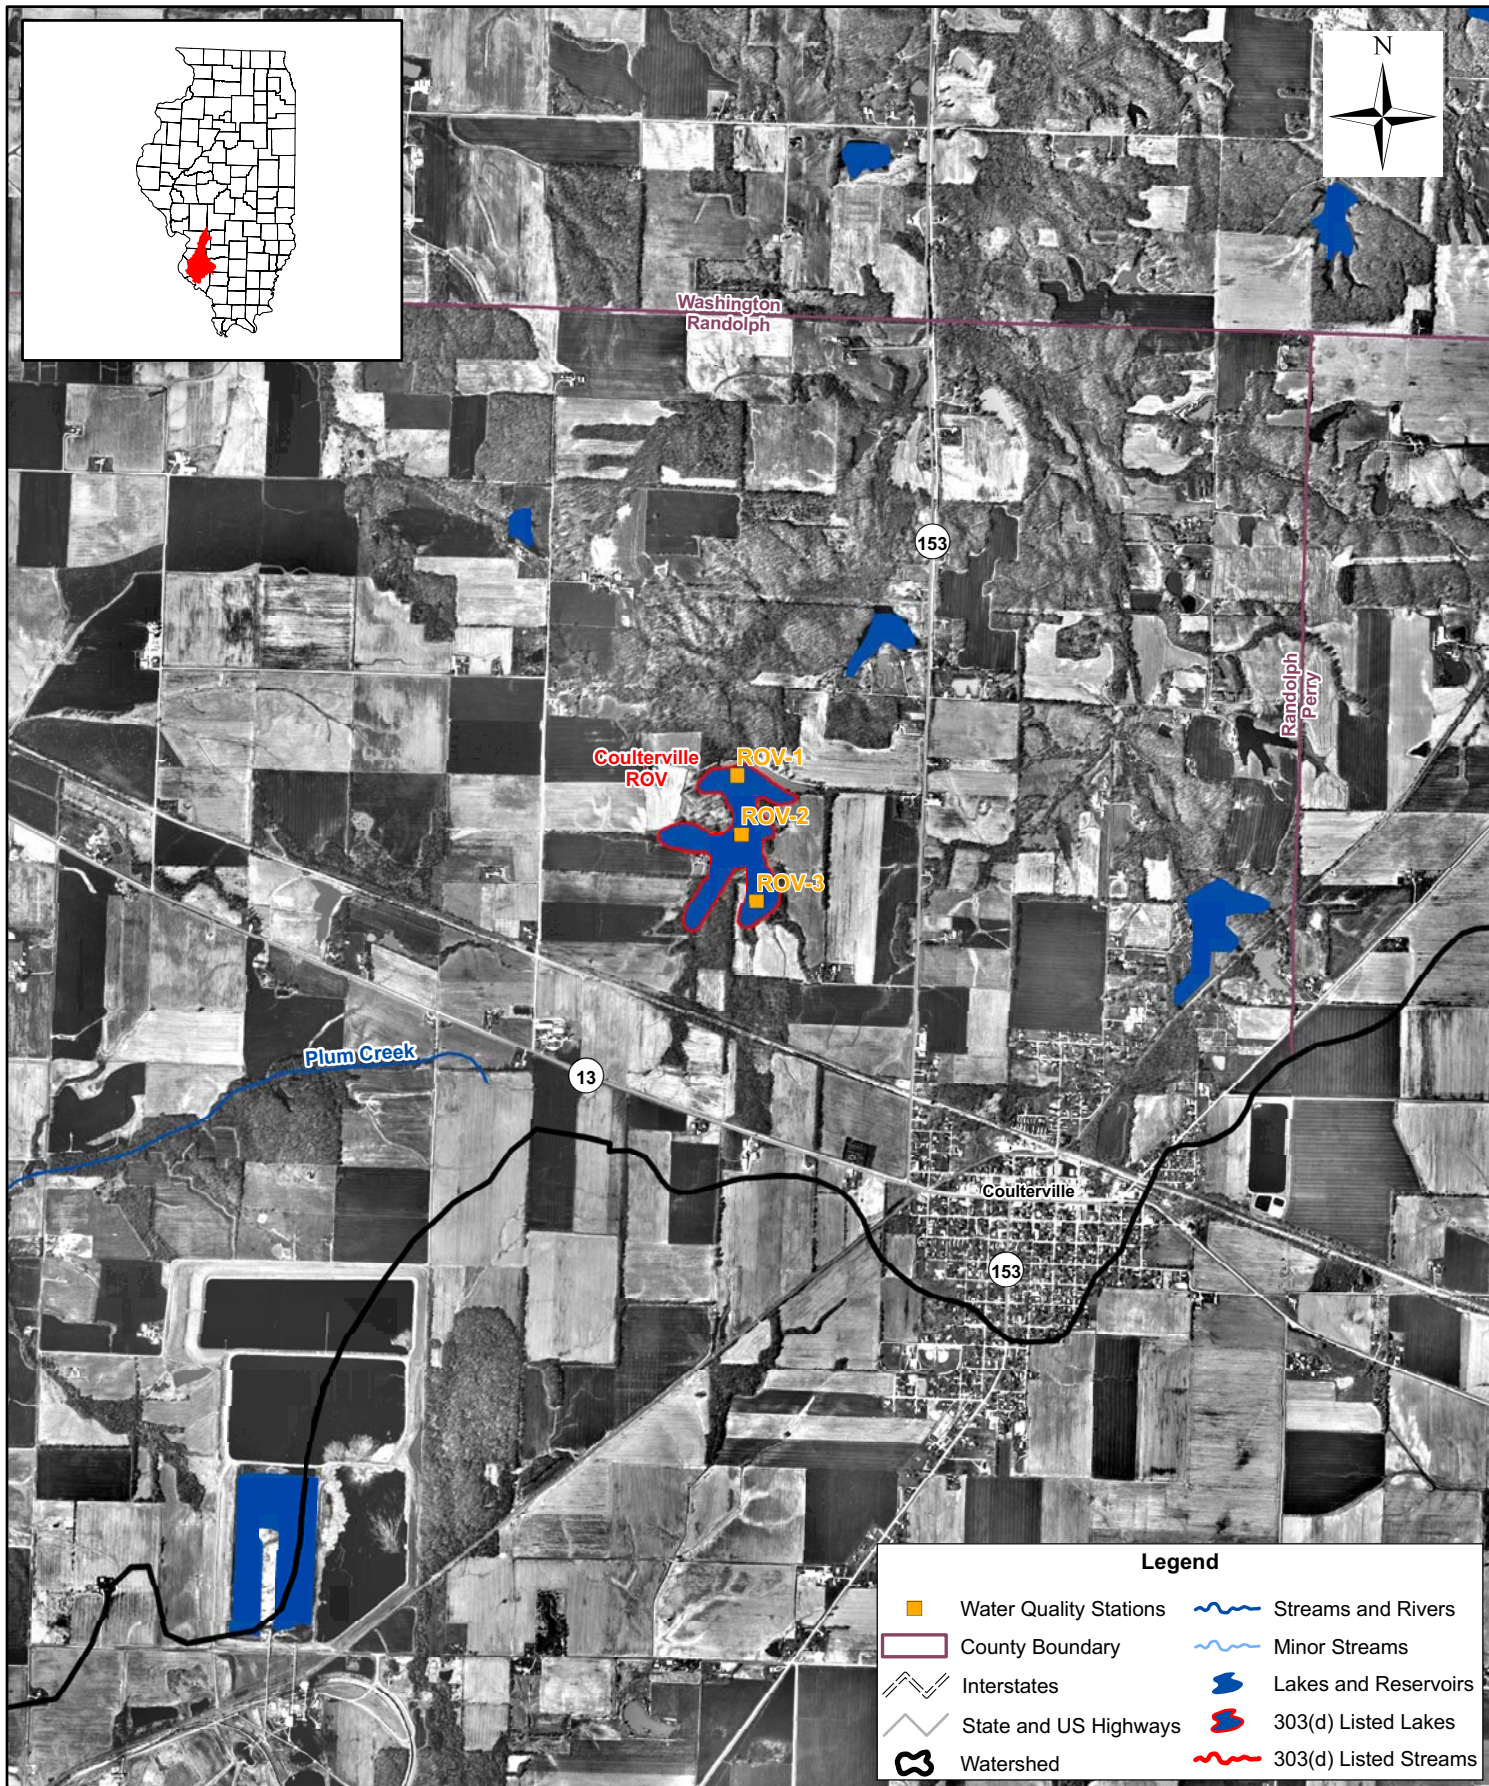 N
Washington
Randolph
153
Randolph
Perry
Coulterville
ROV
ROV-1
ROV-2
ROV-3
Plum Creek
13
Coulterville
153
Legend
Water Quality Stations
County Boundary
Interstates
State and US Highways
Watershed
Streams and Rivers
Minor Streams
Lakes and Reservoirs
303(d) Listed Lakes
303(d) Listed Streams